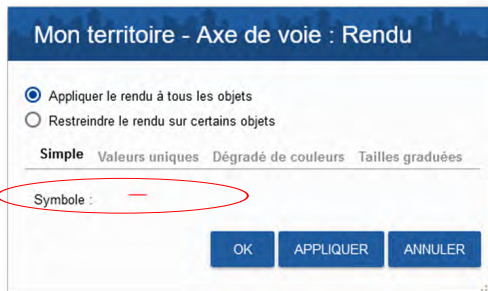 Mon territoire - Axe de voie : Rendu
Appliquer le rendu à tous les objets
Restreindre le rendu sur certains objets
Simple Valeurs uniques Dégradé de couleurs Tailles graduées
Symbole :
OK APPLIQUER ANNULER